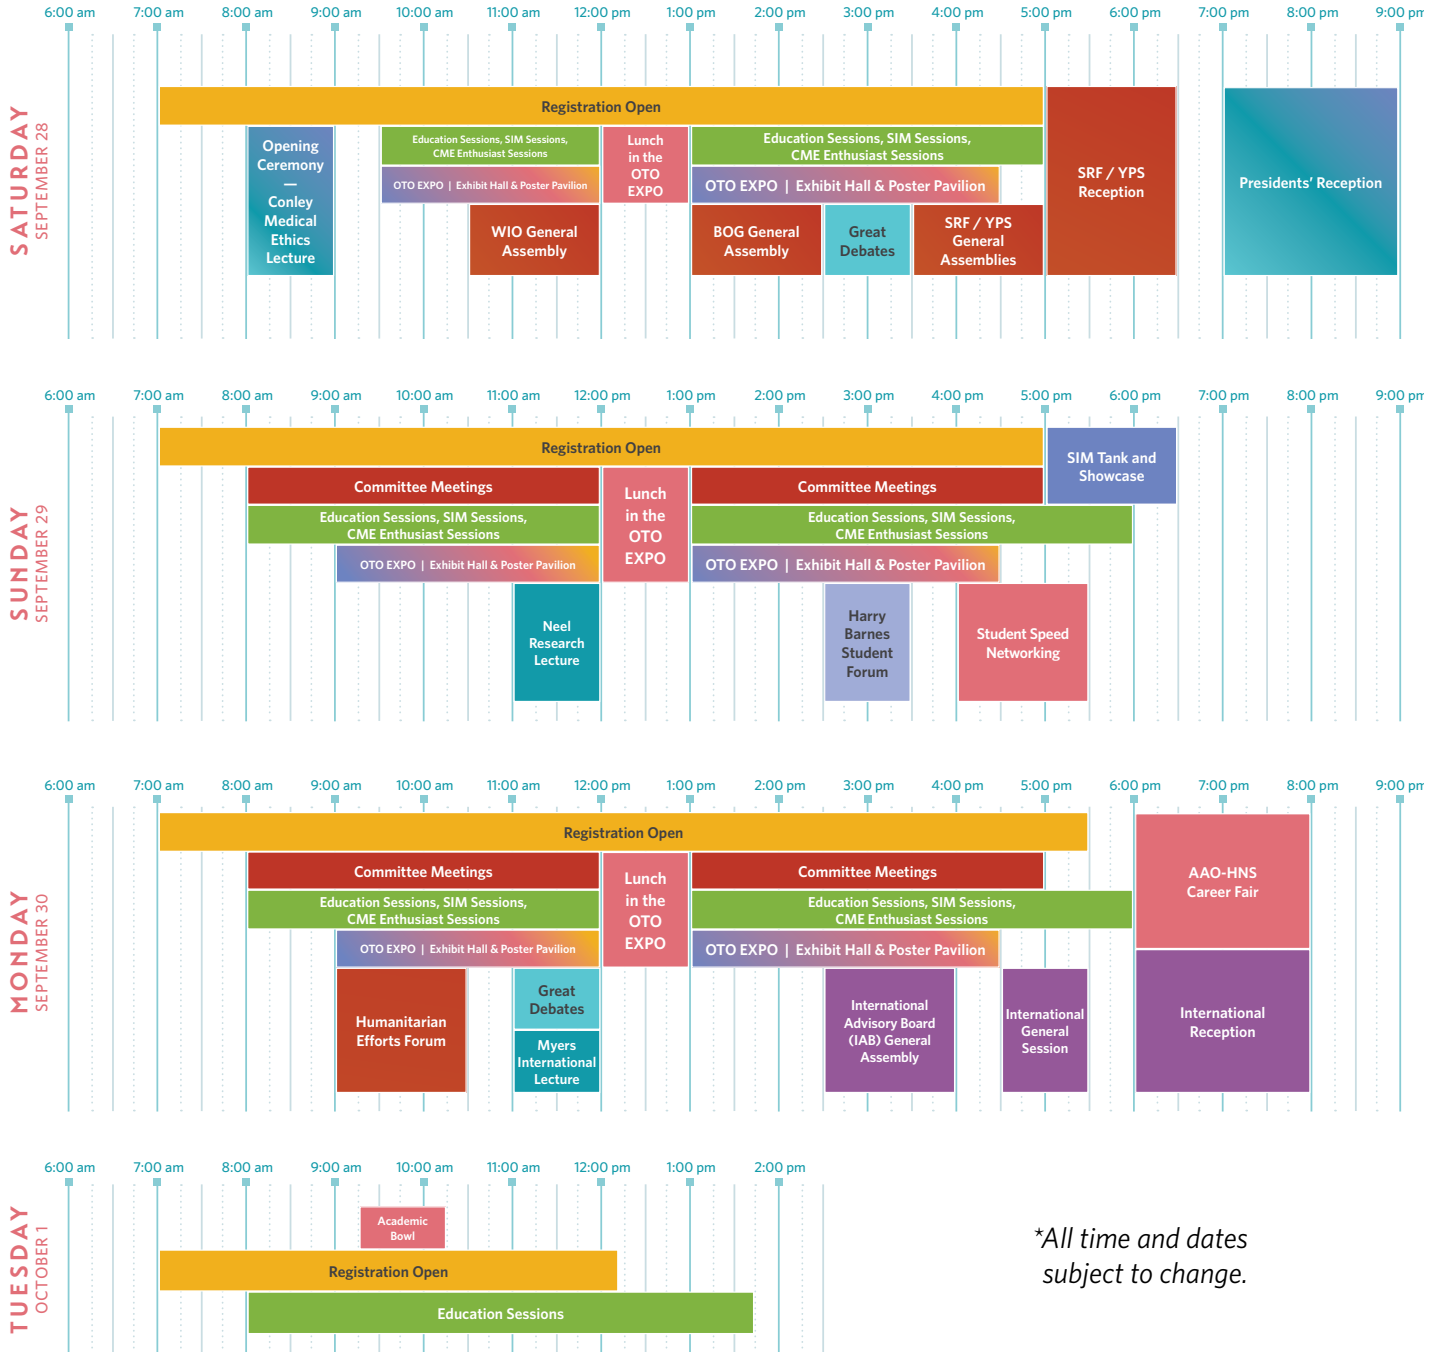 6:00 am 7:00 am 8:00 am 9:00 am 10:00 am 11:00 am 12:00 pm 1:00 pm 2:00 pm 3:00 pm 4:00 pm 5:00 pm 6:00 pm 7:00 pm 8:00 pm 9:00 pm
SATURDAY
SEPTEMBER 28
Registration Open
Opening
Ceremony
—
Conley
Medical
Ethics
Lecture
Education Sessions, SIM Sessions,
CME Enthusiast Sessions
OTO EXPO | Exhibit Hall & Poster Pavilion
WIO General
Assembly
Lunch
in the
OTO
EXPO
Education Sessions, SIM Sessions,
CME Enthusiast Sessions
OTO EXPO | Exhibit Hall & Poster Pavilion
BOG General
Assembly
Great
Debates
SRF / YPS
General
Assemblies
SRF / YPS
Reception
Presidents’ Reception
6:00 am 7:00 am 8:00 am 9:00 am 10:00 am 11:00 am 12:00 pm 1:00 pm 2:00 pm 3:00 pm 4:00 pm 5:00 pm 6:00 pm 7:00 pm 8:00 pm 9:00 pm
SUNDAY
SEPTEMBER 29
Registration Open
Committee Meetings
Education Sessions, SIM Sessions,
CME Enthusiast Sessions
OTO EXPO | Exhibit Hall & Poster Pavilion
Neel
Research
Lecture
Lunch
in the
OTO
EXPO
Committee Meetings
Education Sessions, SIM Sessions,
CME Enthusiast Sessions
OTO EXPO | Exhibit Hall & Poster Pavilion
Harry
Barnes
Student
Forum
Student Speed
Networking
SIM Tank and
Showcase
6:00 am 7:00 am 8:00 am 9:00 am 10:00 am 11:00 am 12:00 pm 1:00 pm 2:00 pm 3:00 pm 4:00 pm 5:00 pm 6:00 pm 7:00 pm 8:00 pm 9:00 pm
MONDAY
SEPTEMBER 30
Registration Open
Committee Meetings
Education Sessions, SIM Sessions,
CME Enthusiast Sessions
OTO EXPO | Exhibit Hall & Poster Pavilion
Humanitarian
Efforts Forum
Great
Debates
Myers
International
Lecture
Lunch
in the
OTO
EXPO
Committee Meetings
Education Sessions, SIM Sessions,
CME Enthusiast Sessions
OTO EXPO | Exhibit Hall & Poster Pavilion
International
Advisory Board
(IAB) General
Assembly
International
General
Session
AAO-HNS
Career Fair
International
Reception
6:00 am 7:00 am 8:00 am 9:00 am 10:00 am 11:00 am 12:00 pm 1:00 pm 2:00 pm
TUESDAY
OCTOBER 1
Academic
Bowl
Registration Open
Education Sessions
*All time and dates
subject to change.